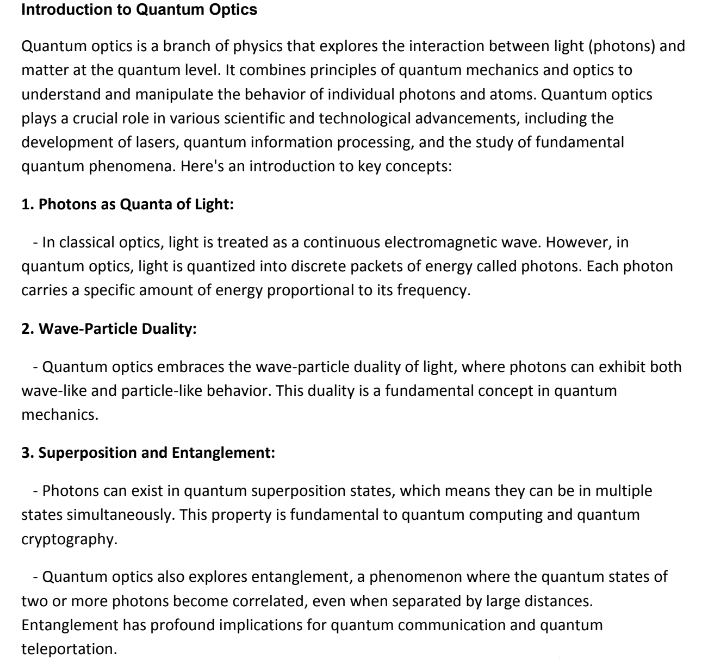 Introduction to Quantum Optics
Quantum optics is a branch of physics that explores the interaction between light (photons) and
matter at the quantum level. It combines principles of quantum mechanics and optics to
understand and manipulate the behavior of individual photons and atoms. Quantum optics
plays a crucial role in various scientific and technological advancements, including the
development of lasers, quantum information processing, and the study of fundamental
quantum phenomena. Here's an introduction to key concepts:
1. Photons as Quanta of Light:
- In classical optics, light is treated as a continuous electromagnetic wave. However, in
quantum optics, light is quantized into discrete packets of energy called photons. Each photon
carries a specific amount of energy proportional to its frequency.
2. Wave-Particle Duality:
- Quantum optics embraces the wave-particle duality of light, where photons can exhibit both
wave-like and particle-like behavior. This duality is a fundamental concept in quantum
mechanics.
3. Superposition and Entanglement:
- Photons can exist in quantum superposition states, which means they can be in multiple
states simultaneously. This property is fundamental to quantum computing and quantum
cryptography.
- Quantum optics also explores entanglement, a phenomenon where the quantum states of
two or more photons become correlated, even when separated by large distances.
Entanglement has profound implications for quantum communication and quantum
teleportation.